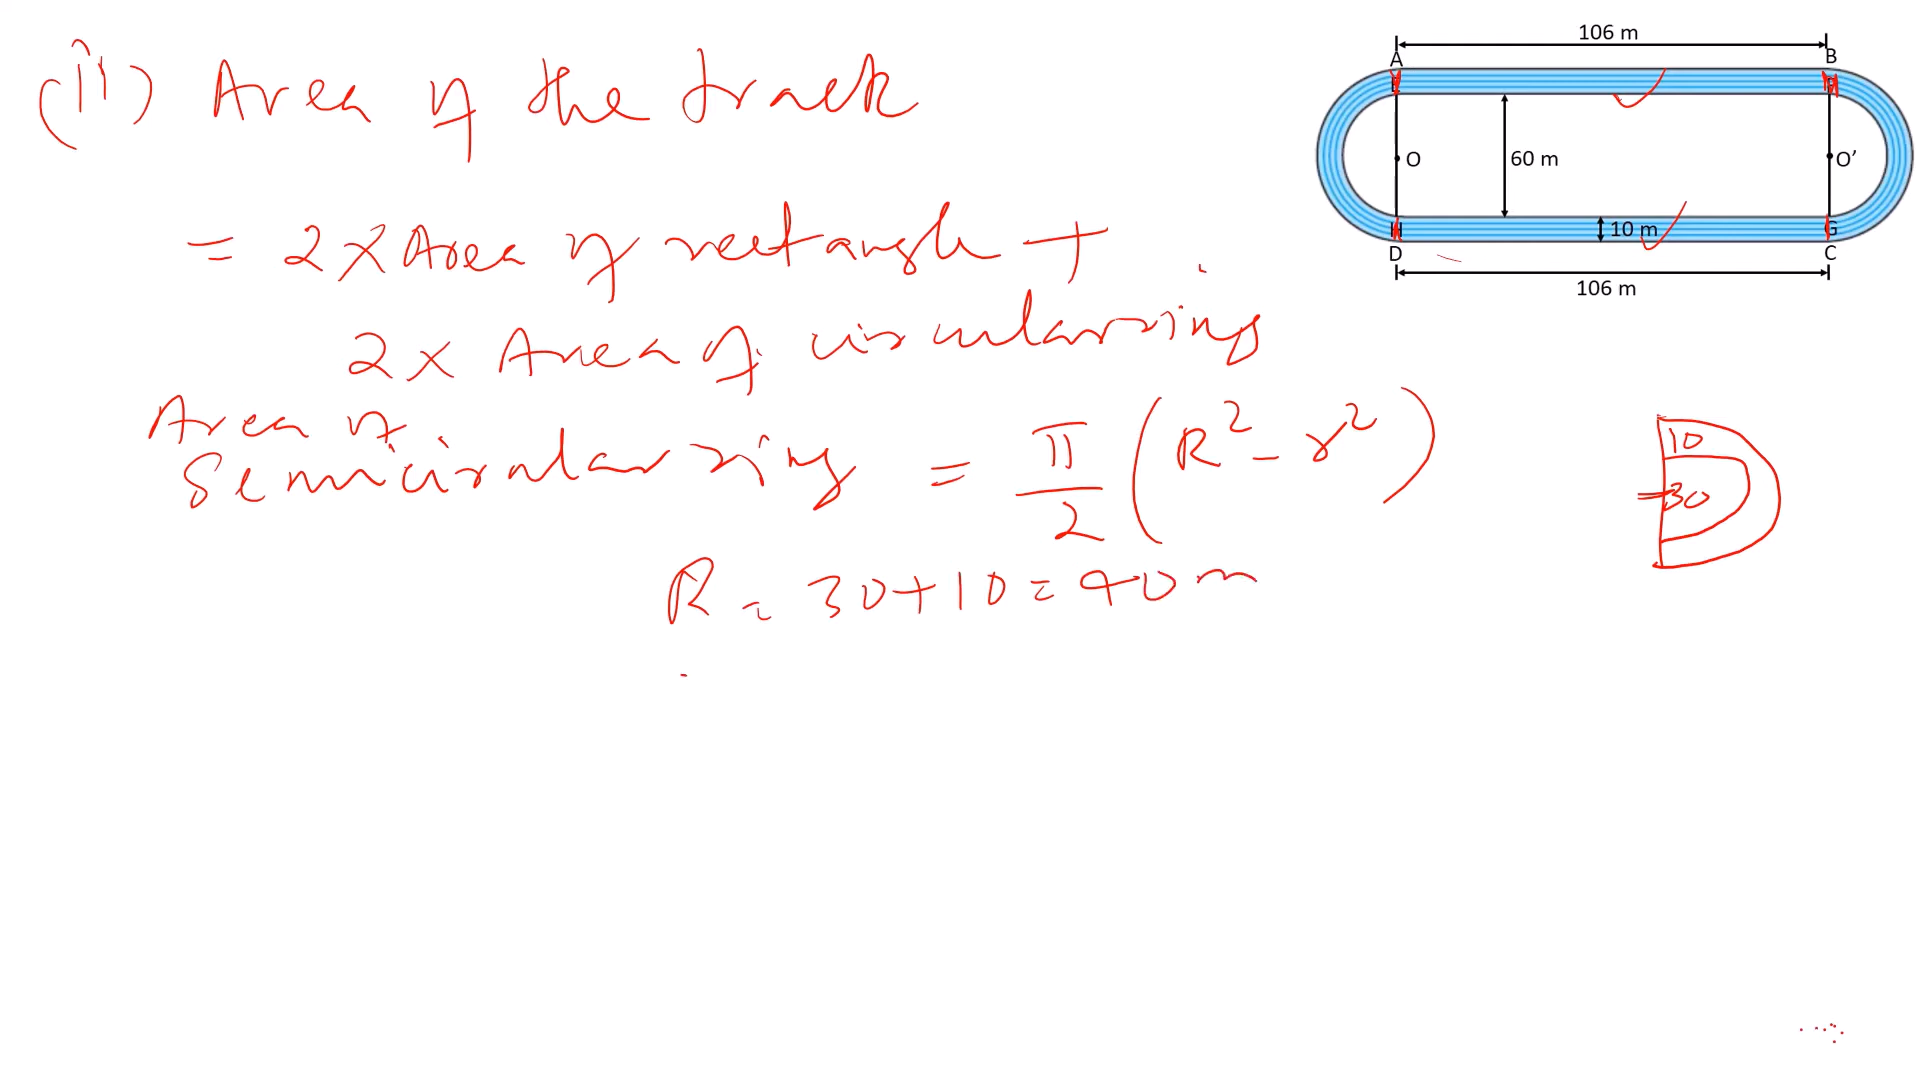 (ii) Area of the track
= 2 x Area of rectangle +
2 x Area of circular ring
Area of
Semicircular ring = π/2 (R² - r²)
R = 30+10 = 40 m
106 m
A B
E F
O 60 m O'
H 10 m G
D C
106 m
10
30